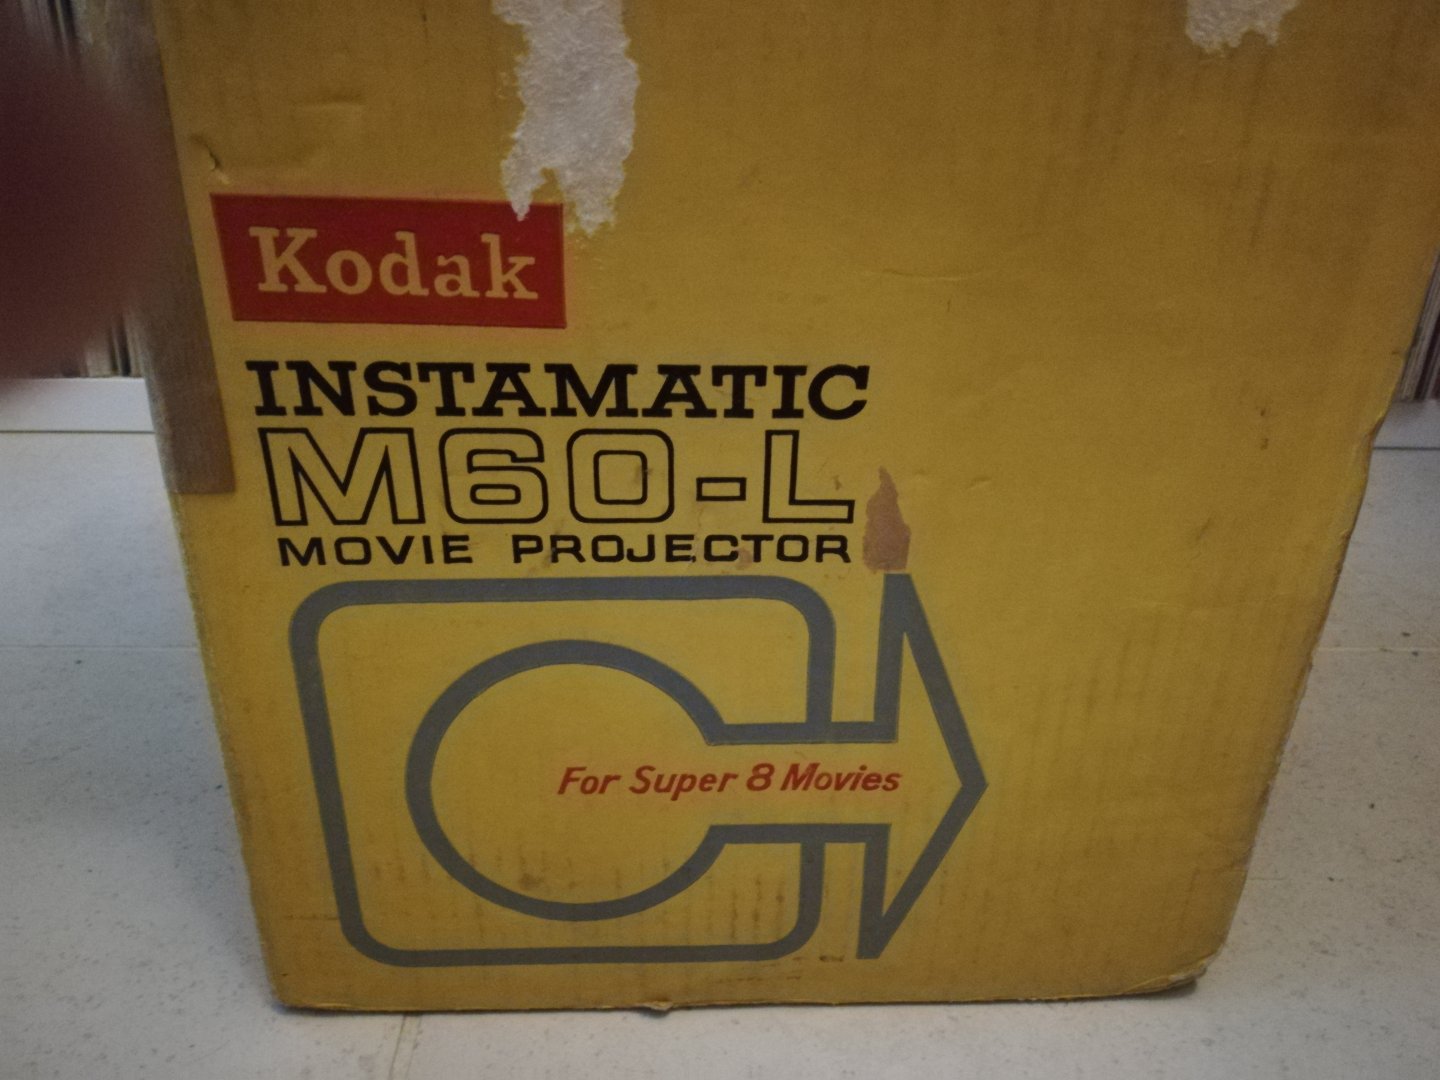 Kodak
INSTAMATIC
M60-L
MOVIE PROJECTOR
For Super 8 Movies